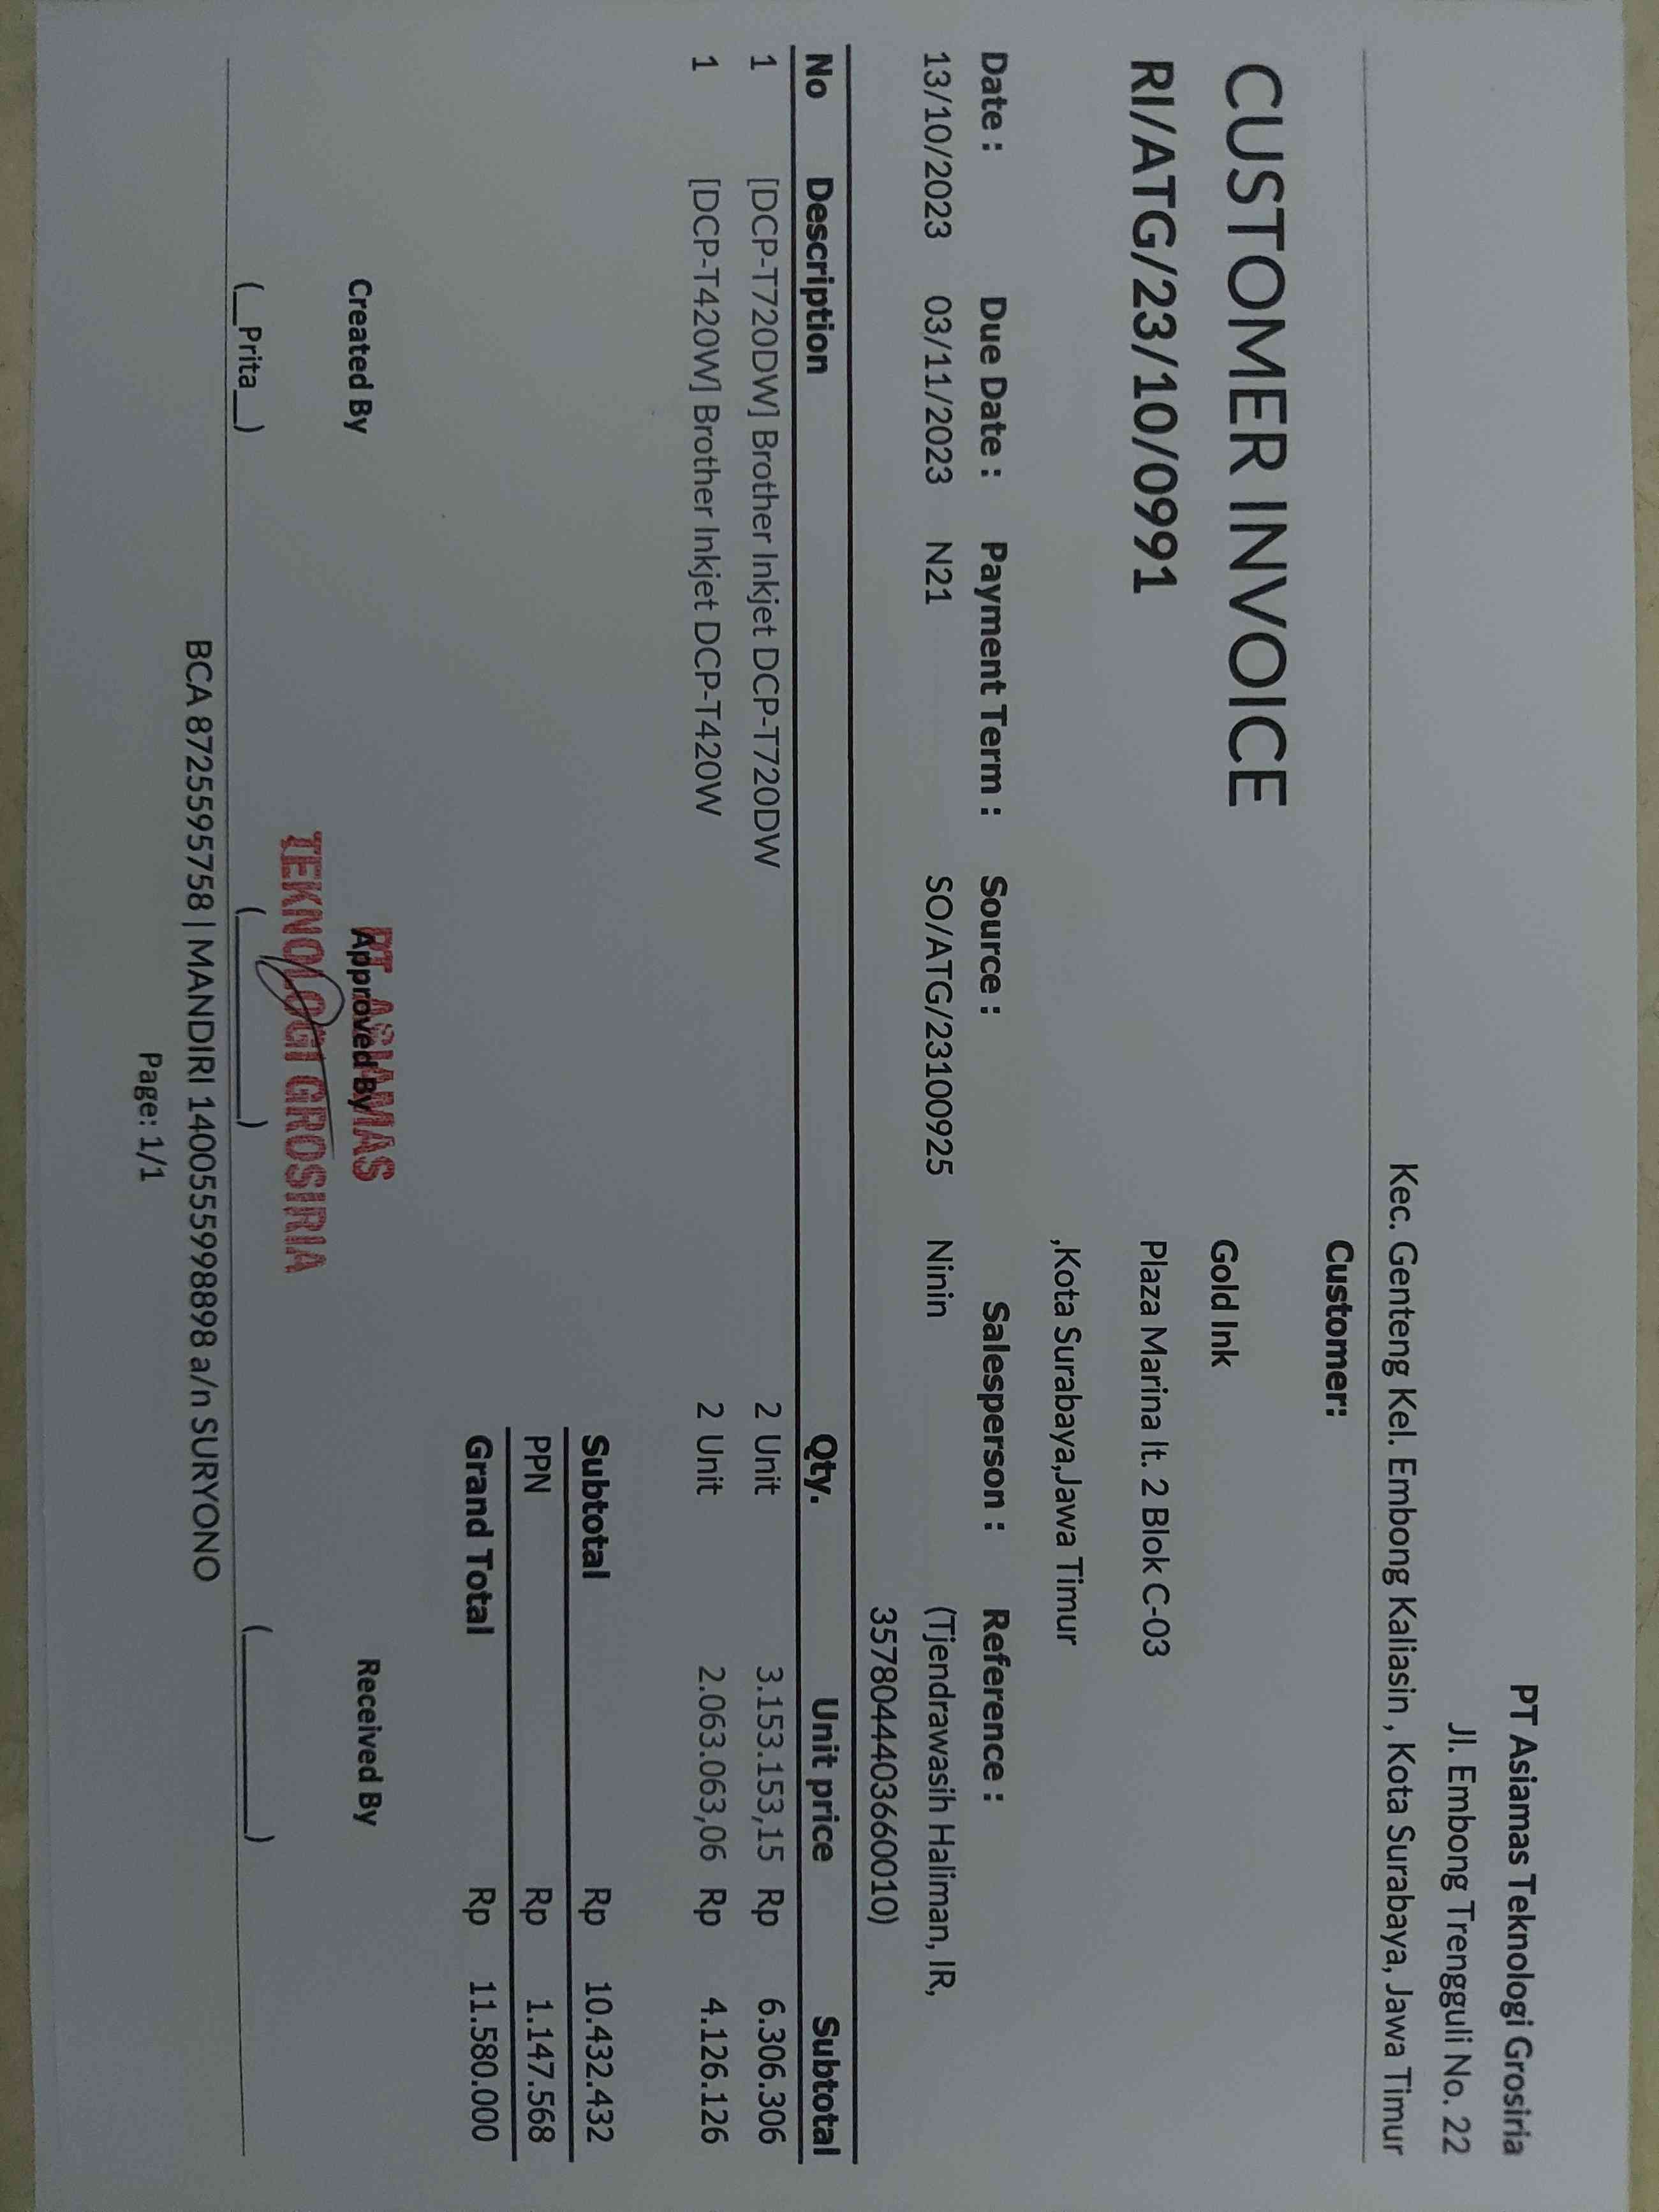 PT Asiamas Teknologi Grosiria
Jl. Embong Trengguli No. 22
Kec. Genteng Kel. Embong Kaliasin , Kota Surabaya, Jawa Timur
Customer:
CUSTOMER INVOICE
Gold Ink
RI/ATG/23/10/0991
Plaza Marina lt. 2 Blok C-03
,Kota Surabaya,Jawa Timur
Date : Due Date : Payment Term : Source : Salesperson : Reference :
13/10/2023 03/11/2023 N21 SO/ATG/23100925 Ninin (Tjendrawasih Haliman, IR,
3578044403660010)
No Description Qty. Unit price Subtotal
1 [DCP-T720DW] Brother Inkjet DCP-T720DW 2 Unit 3.153.153,15 Rp 6.306.306
1 [DCP-T420W] Brother Inkjet DCP-T420W 2 Unit 2.063.063,06 Rp 4.126.126
Subtotal Rp 10.432.432
PPN Rp 1.147.568
Grand Total Rp 11.580.000
Created By Approved By Received By
PT ASIAMAS
TEKNOLOGI GROSIRIA
(__Prita__) (________) (________)
BCA 8725595758 | MANDIRI 1400555998898 a/n SURYONO
Page: 1/1